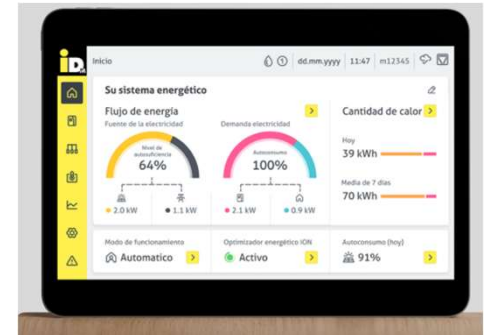 iD
Inicio
dd.mm.yyyy
11:47
m12345
Su sistema energético
Flujo de energía
Fuente de la electricidad
Demanda electricidad
Cantidad de calor
Nivel de
autosuficiencia
64%
Autoconsumo
100%
Hoy
39 kWh
Media de 7 días
70 kWh
2.0 kW
1.1 kW
2.1 kW
0.9 kW
Modo de funcionamiento
Automatico
Optimizador energético ION
Activo
Autoconsumo (hoy)
91%